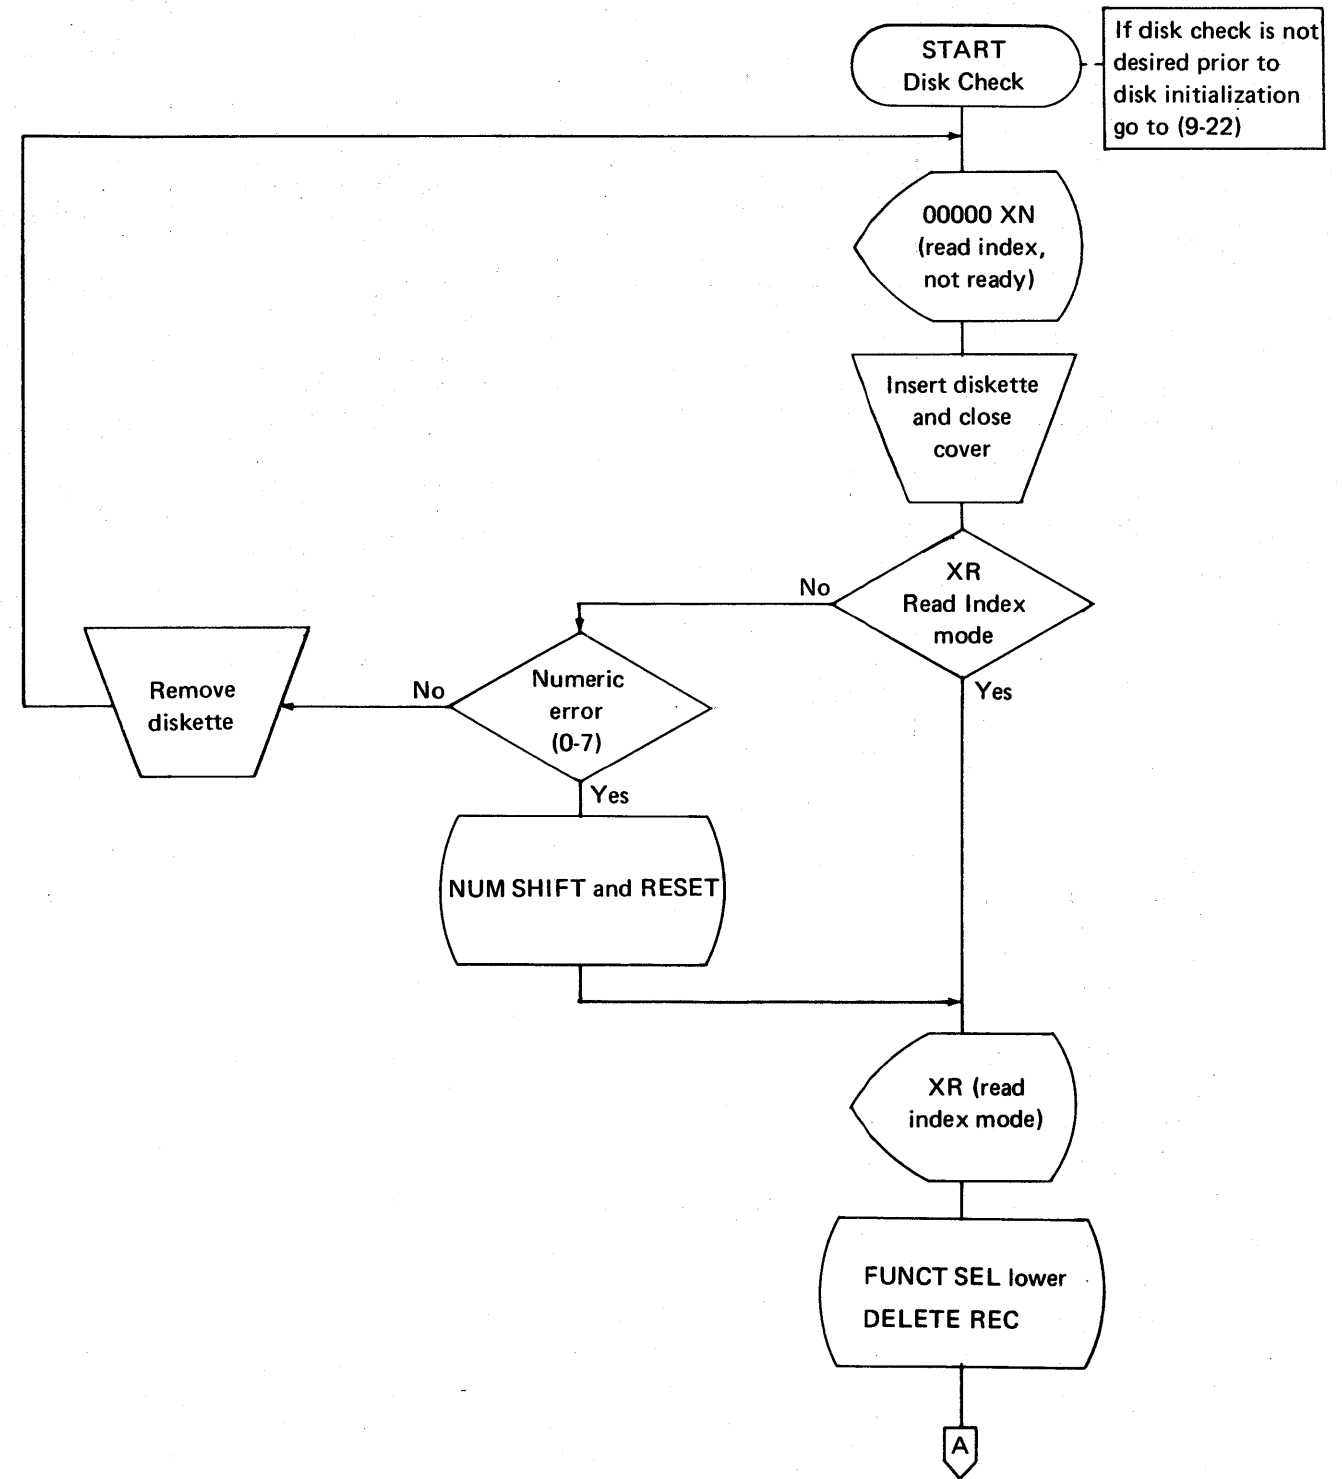 START
Disk Check
If disk check is not
desired prior to
disk initialization
go to (9-22)
00000 XN
(read index,
not ready)
Insert diskette
and close
cover
XR
Read Index
mode
No
Yes
Numeric
error
(0-7)
No
Yes
Remove
diskette
NUM SHIFT and RESET
XR (read
index mode)
FUNCT SEL lower
DELETE REC
A